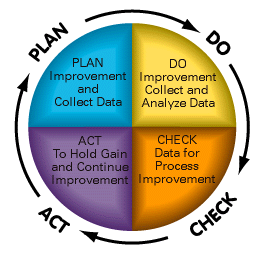 PLAN
DO
PLAN
Improvement
and
Collect Data
DO
Improvement
Collect and
Analyze Data
ACT
To Hold Gain
and Continue
Improvement
CHECK
Data for
Process
Improvement
ACT
CHECK